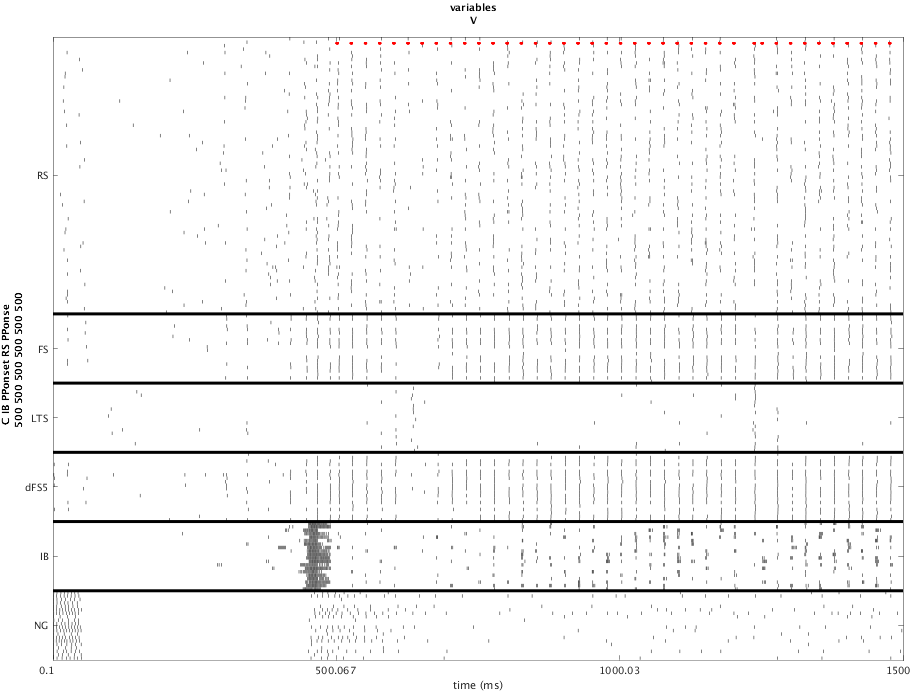 variables
V
C IB PPonset RS PPonse
500 500 500 500 500 500
RS
FS
LTS
dFS5
IB
NG
0.1
500.067
1000.03
1500
time (ms)